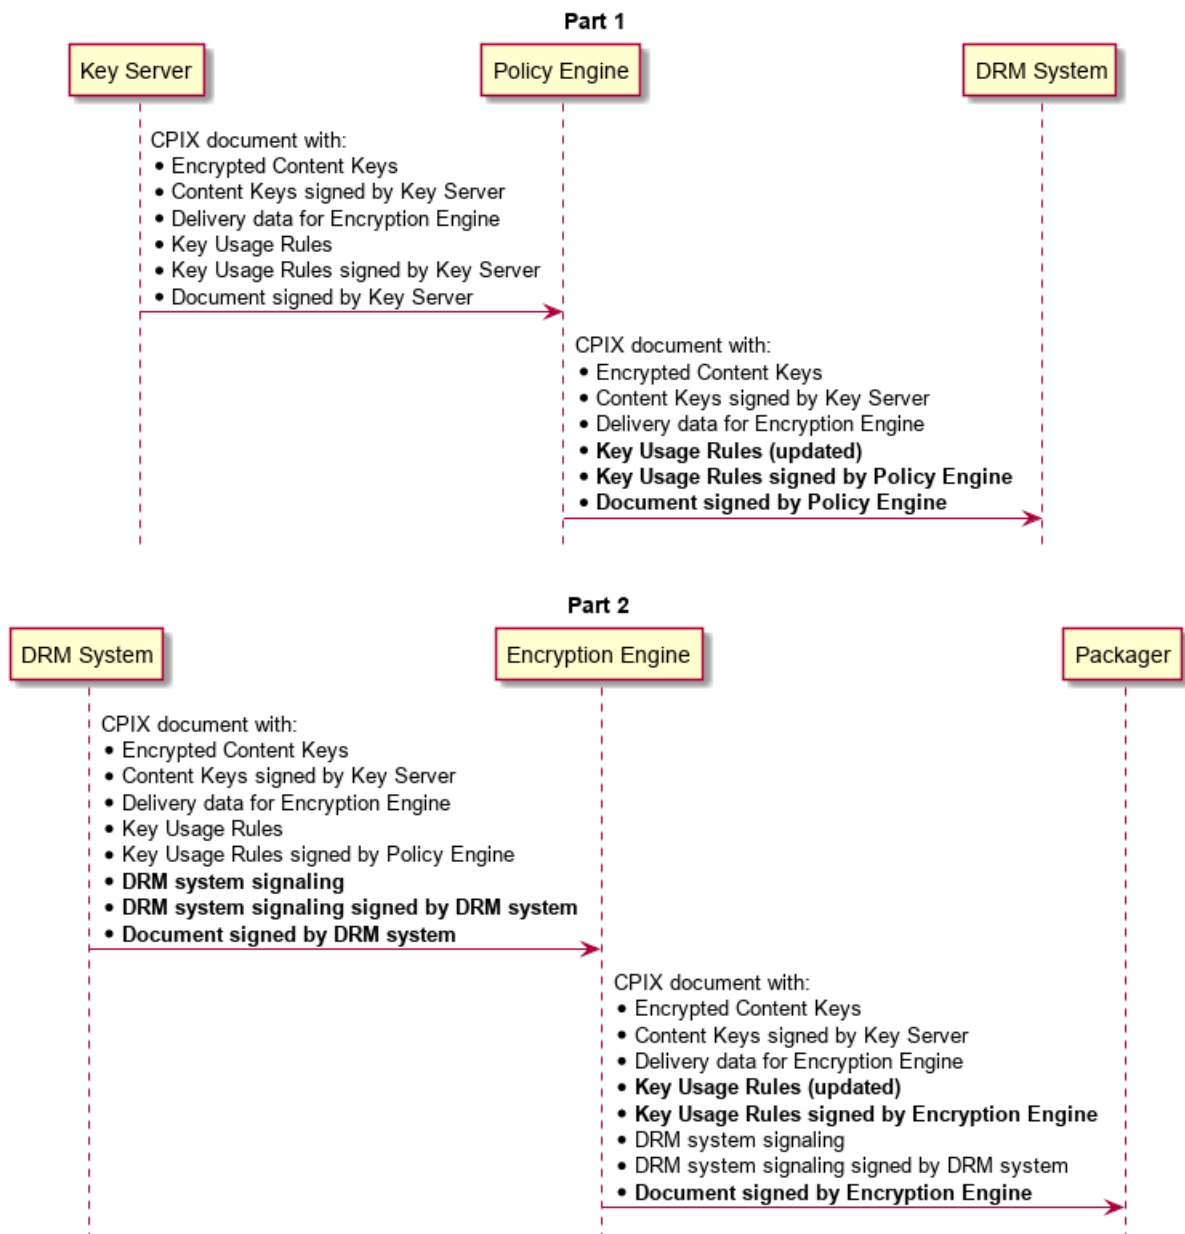 Part 1
Key Server
Policy Engine
DRM System
CPIX document with:
• Encrypted Content Keys
• Content Keys signed by Key Server
• Delivery data for Encryption Engine
• Key Usage Rules
• Key Usage Rules signed by Key Server
• Document signed by Key Server
CPIX document with:
• Encrypted Content Keys
• Content Keys signed by Key Server
• Delivery data for Encryption Engine
• Key Usage Rules (updated)
• Key Usage Rules signed by Policy Engine
• Document signed by Policy Engine
Part 2
DRM System
Encryption Engine
Packager
CPIX document with:
• Encrypted Content Keys
• Content Keys signed by Key Server
• Delivery data for Encryption Engine
• Key Usage Rules
• Key Usage Rules signed by Policy Engine
• DRM system signaling
• DRM system signaling signed by DRM system
• Document signed by DRM system
CPIX document with:
• Encrypted Content Keys
• Content Keys signed by Key Server
• Delivery data for Encryption Engine
• Key Usage Rules (updated)
• Key Usage Rules signed by Encryption Engine
• DRM system signaling
• DRM system signaling signed by DRM system
• Document signed by Encryption Engine